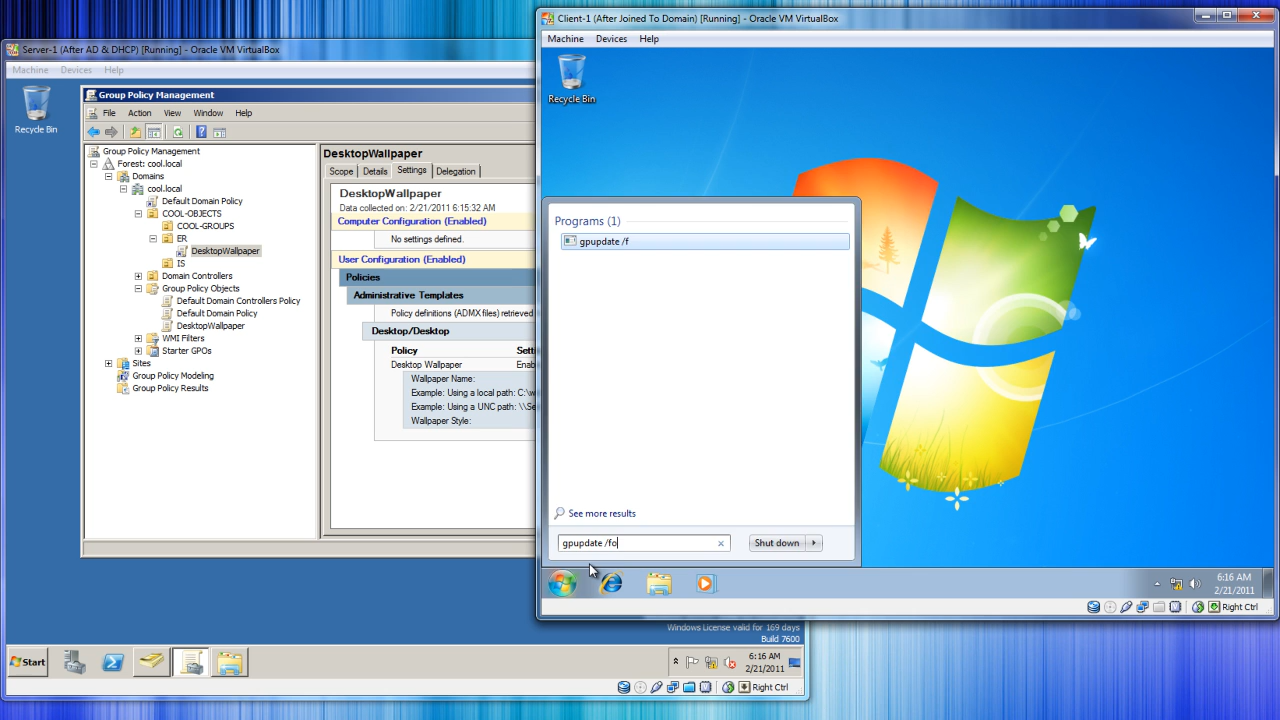 Server-1 (After AD & DHCP) [Running] - Oracle VM VirtualBox
Machine Devices Help
Recycle Bin
Group Policy Management
File Action View Window Help
Group Policy Management
Forest: cool.local
Domains
cool.local
Default Domain Policy
COOL-OBJECTS
COOL-GROUPS
ER
DesktopWallpaper
IS
Domain Controllers
Group Policy Objects
Default Domain Controllers Policy
Default Domain Policy
DesktopWallpaper
WMI Filters
Starter GPOs
Sites
Group Policy Modeling
Group Policy Results
DesktopWallpaper
Scope Details Settings Delegation
DesktopWallpaper
Data collected on: 2/21/2011 6:15:32 AM
Computer Configuration (Enabled)
No settings defined.
User Configuration (Enabled)
Policies
Administrative Templates
Policy definitions (ADMX files) retrieved
Desktop/Desktop
Policy Setti
Desktop Wallpaper Enab
Wallpaper Name:
Example: Using a local path: C:\w
Example: Using a UNC path: \\Se
Wallpaper Style:
Windows License valid for 169 days
Build 7600
Start
6:16 AM
2/21/2011
Right Ctrl
Client-1 (After Joined To Domain) [Running] - Oracle VM VirtualBox
Machine Devices Help
Recycle Bin
Programs (1)
gpupdate /f
See more results
gpupdate /fo
Shut down
6:16 AM
2/21/2011
Right Ctrl